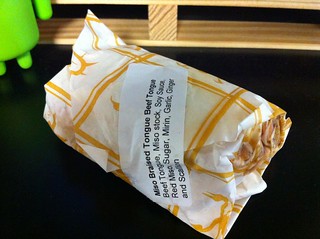 Miso Braised Tongue Beef Tongue
Beef Tongue, Miso stock, Soy Sauce,
Red Miso, Sugar, Mirin, Garlic, Ginger
and Scallion